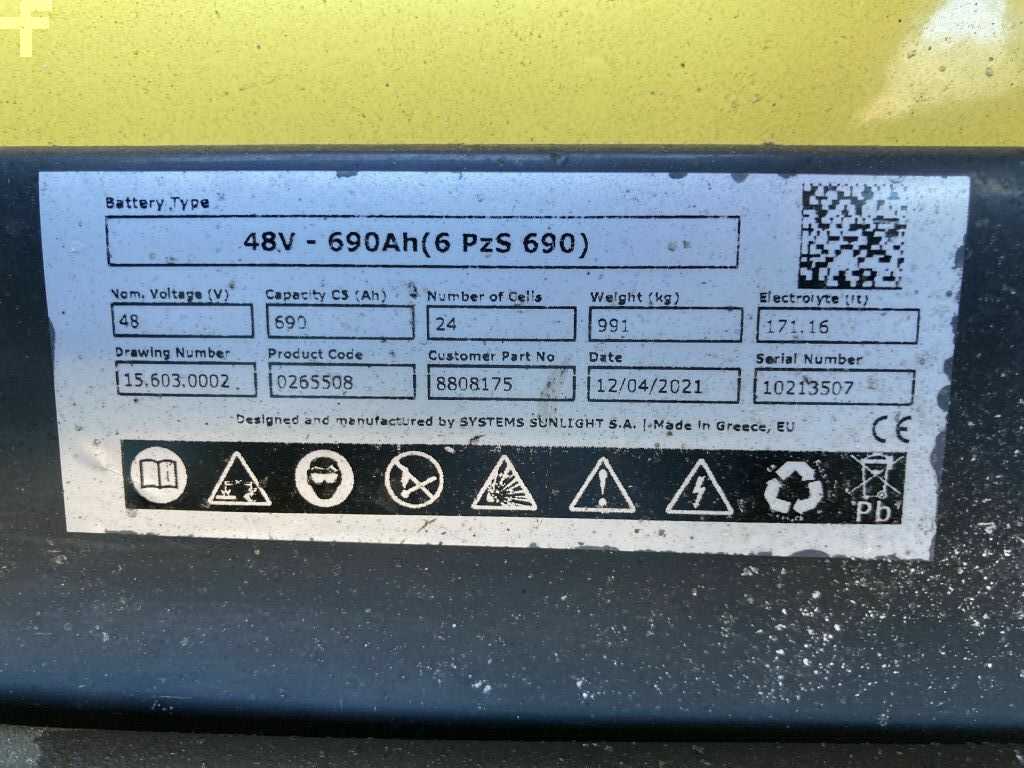 Battery Type
48V - 690Ah(6 PzS 690)
Nom. Voltage (V) Capacity C5 (Ah) Number of Cells Weight (kg) Electrolyte (lt)
48 690 24 991 171.16
Drawing Number Product Code Customer Part No Date Serial Number
15.603.0002 0265508 8808175 12/04/2021 10213507
Designed and manufactured by SYSTEMS SUNLIGHT S.A. | Made in Greece, EU
CE
Pb